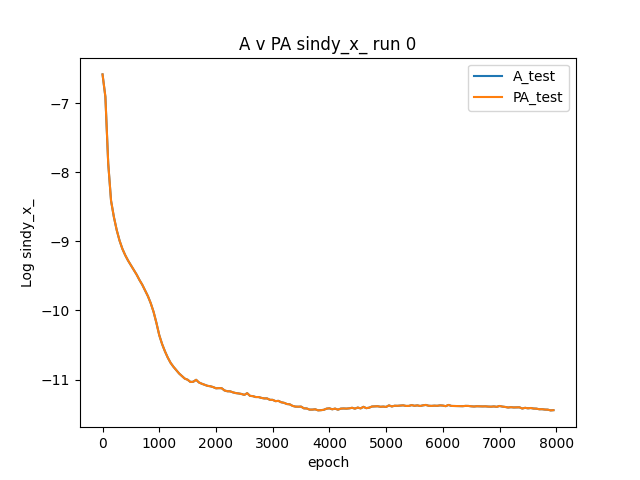 A v PA sindy_x_ run 0
A_test
PA_test
Log sindy_x_
−7
−8
−9
−10
−11
0 1000 2000 3000 4000 5000 6000 7000 8000
epoch